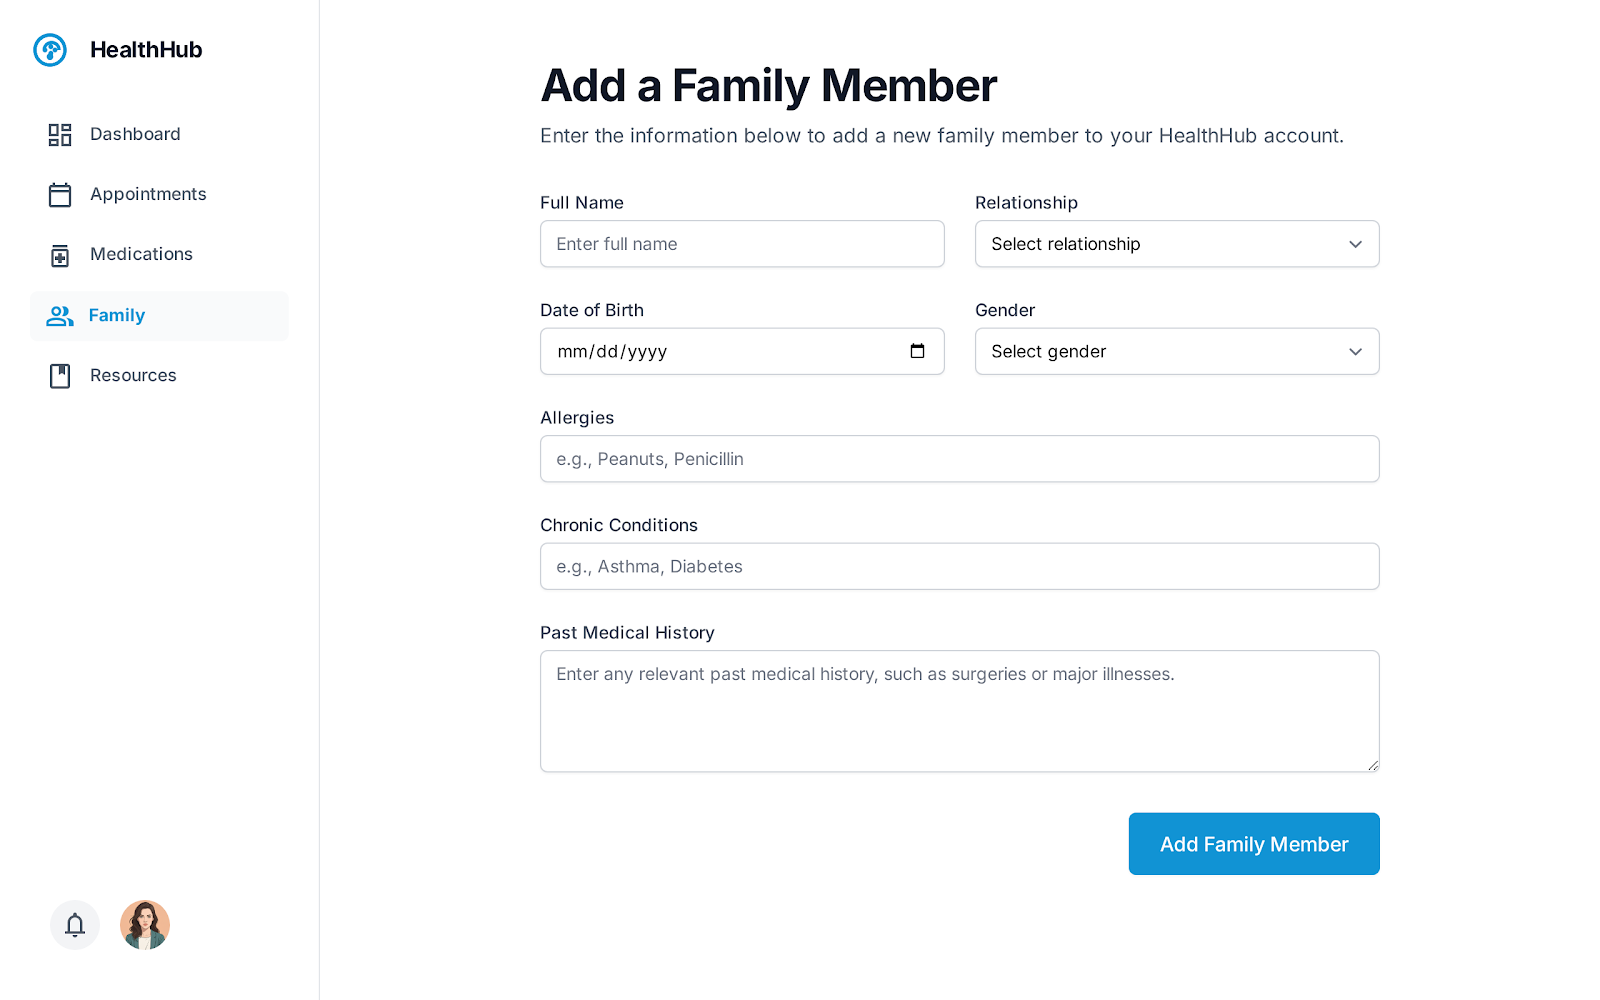 HealthHub
Dashboard
Appointments
Medications
Family
Resources
Add a Family Member
Enter the information below to add a new family member to your HealthHub account.
Full Name
Enter full name
Relationship
Select relationship
Date of Birth
mm/dd/yyyy
Gender
Select gender
Allergies
e.g., Peanuts, Penicillin
Chronic Conditions
e.g., Asthma, Diabetes
Past Medical History
Enter any relevant past medical history, such as surgeries or major illnesses.
Add Family Member